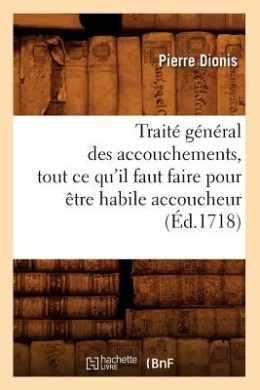 Pierre Dionis
Traité général
des accouchements,
tout ce qu'il faut faire pour
être habile accoucheur
(Éd.1718)
hachette
LIVRE
{BnF